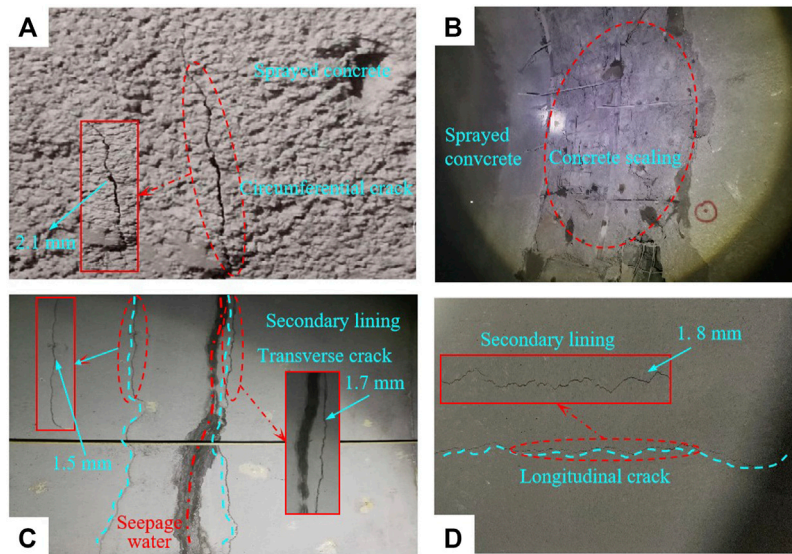 A
Sprayed concrete
Circumferential crack
2.1 mm
B
Sprayed
convcrete
Concrete scaling
Secondary lining
Transverse crack
1.7 mm
1.5 mm
Seepage
water
C
Secondary lining
1. 8 mm
Longitudinal crack
D